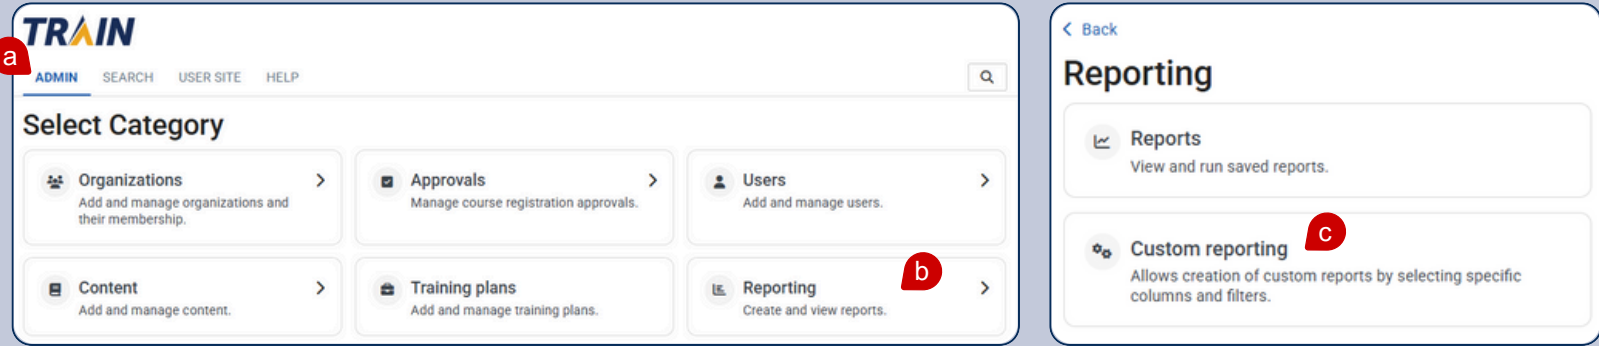 TRAIN
a
ADMIN SEARCH USER SITE HELP
Select Category
Organizations
Add and manage organizations and
their membership.
Approvals
Manage course registration approvals.
Users
Add and manage users.
Content
Add and manage content.
Training plans
Add and manage training plans.
b
Reporting
Create and view reports.
Back
Reporting
Reports
View and run saved reports.
c
Custom reporting
Allows creation of custom reports by selecting specific
columns and filters.